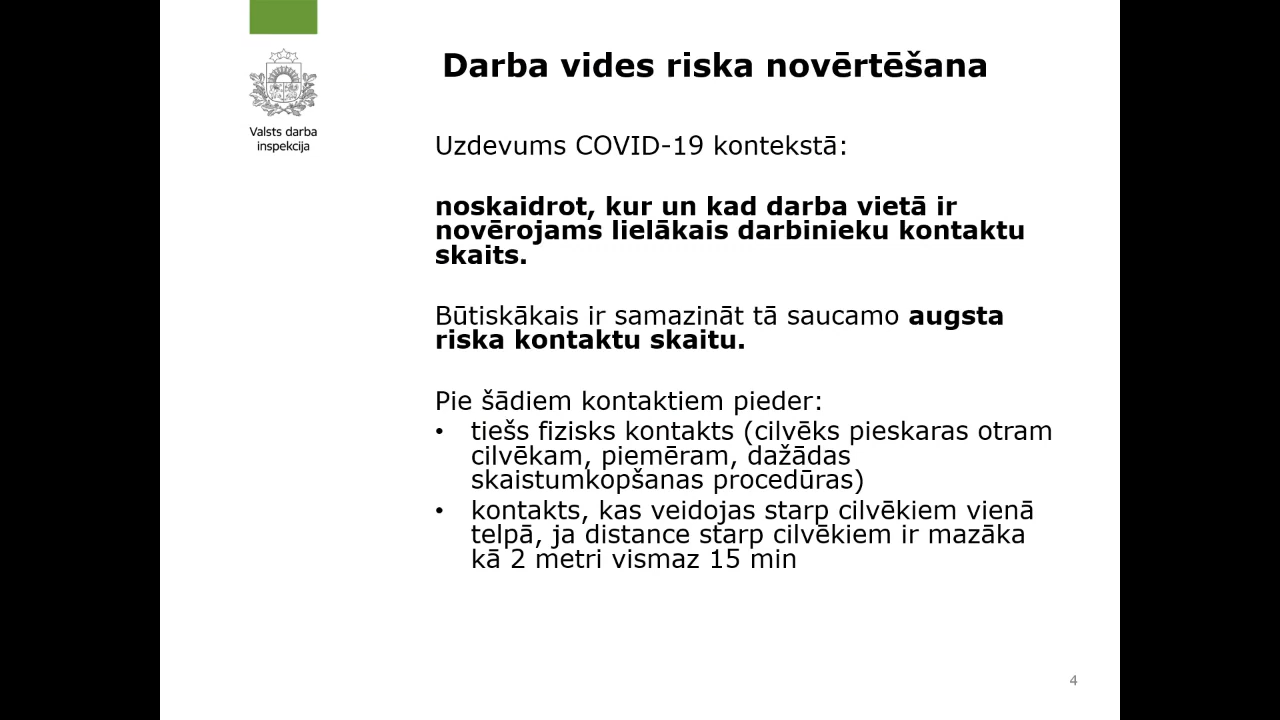 Valsts darba
inspekcija
Darba vides riska novērtēšana
Uzdevums COVID-19 kontekstā:
noskaidrot, kur un kad darba vietā ir
novērojams lielākais darbinieku kontaktu
skaits.
Būtiskākais ir samazināt tā saucamo augsta
riska kontaktu skaitu.
Pie šādiem kontaktiem pieder:
• tiešs fizisks kontakts (cilvēks pieskaras otram
cilvēkam, piemēram, dažādas
skaistumkopšanas procedūras)
• kontakts, kas veidojas starp cilvēkiem vienā
telpā, ja distance starp cilvēkiem ir mazāka
kā 2 metri vismaz 15 min
4